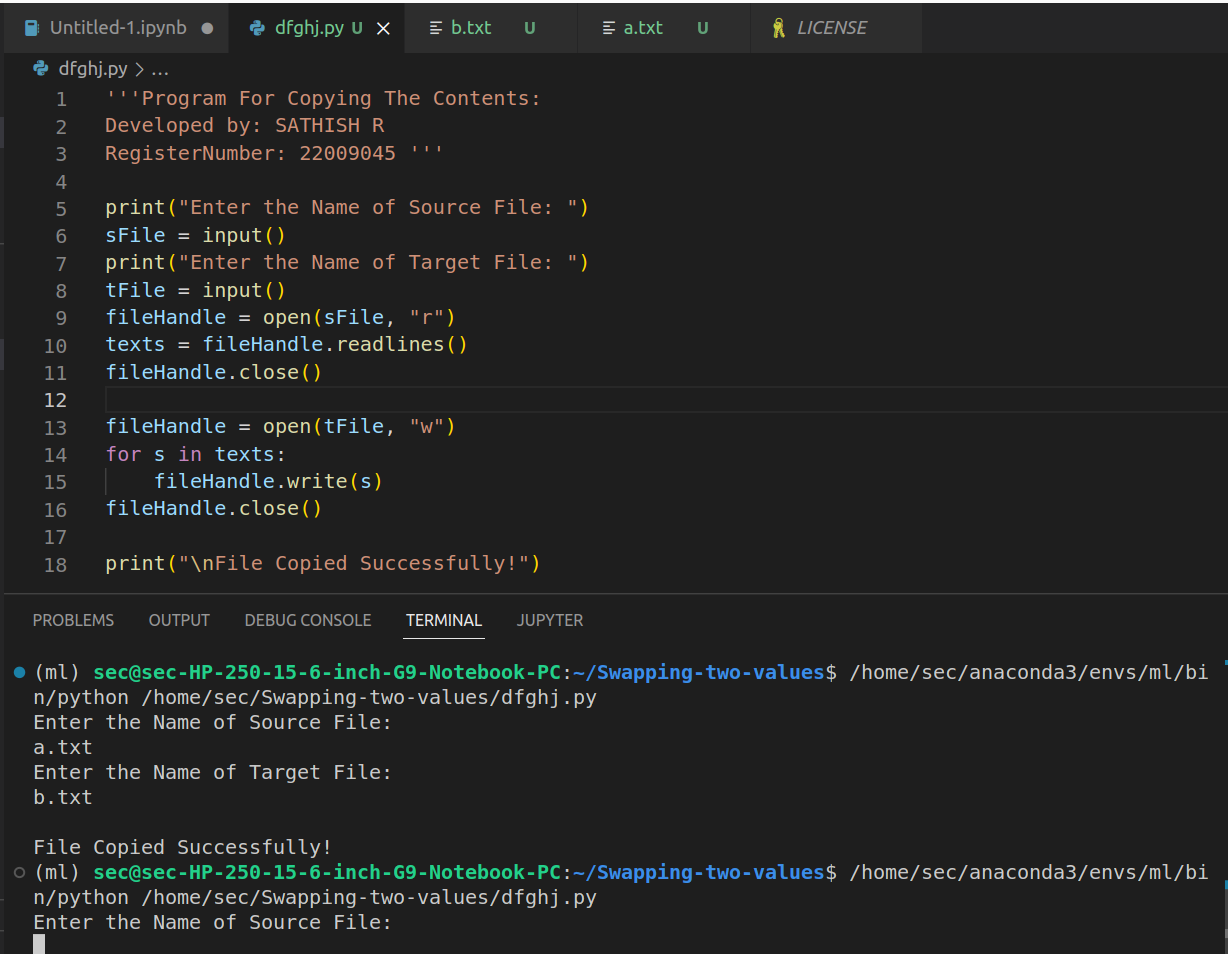 Untitled-1.ipynb ● dfghj.py U × b.txt U a.txt U LICENSE
dfghj.py > ...
1 '''Program For Copying The Contents:
2 Developed by: SATHISH R
3 RegisterNumber: 22009045 '''
4
5 print("Enter the Name of Source File: ")
6 sFile = input()
7 print("Enter the Name of Target File: ")
8 tFile = input()
9 fileHandle = open(sFile, "r")
10 texts = fileHandle.readlines()
11 fileHandle.close()
12
13 fileHandle = open(tFile, "w")
14 for s in texts:
15     fileHandle.write(s)
16 fileHandle.close()
17
18 print("\nFile Copied Successfully!")
PROBLEMS OUTPUT DEBUG CONSOLE TERMINAL JUPYTER
(ml) sec@sec-HP-250-15-6-inch-G9-Notebook-PC:~/Swapping-two-values$ /home/sec/anaconda3/envs/ml/bi
n/python /home/sec/Swapping-two-values/dfghj.py
Enter the Name of Source File:
a.txt
Enter the Name of Target File:
b.txt

File Copied Successfully!
(ml) sec@sec-HP-250-15-6-inch-G9-Notebook-PC:~/Swapping-two-values$ /home/sec/anaconda3/envs/ml/bi
n/python /home/sec/Swapping-two-values/dfghj.py
Enter the Name of Source File: